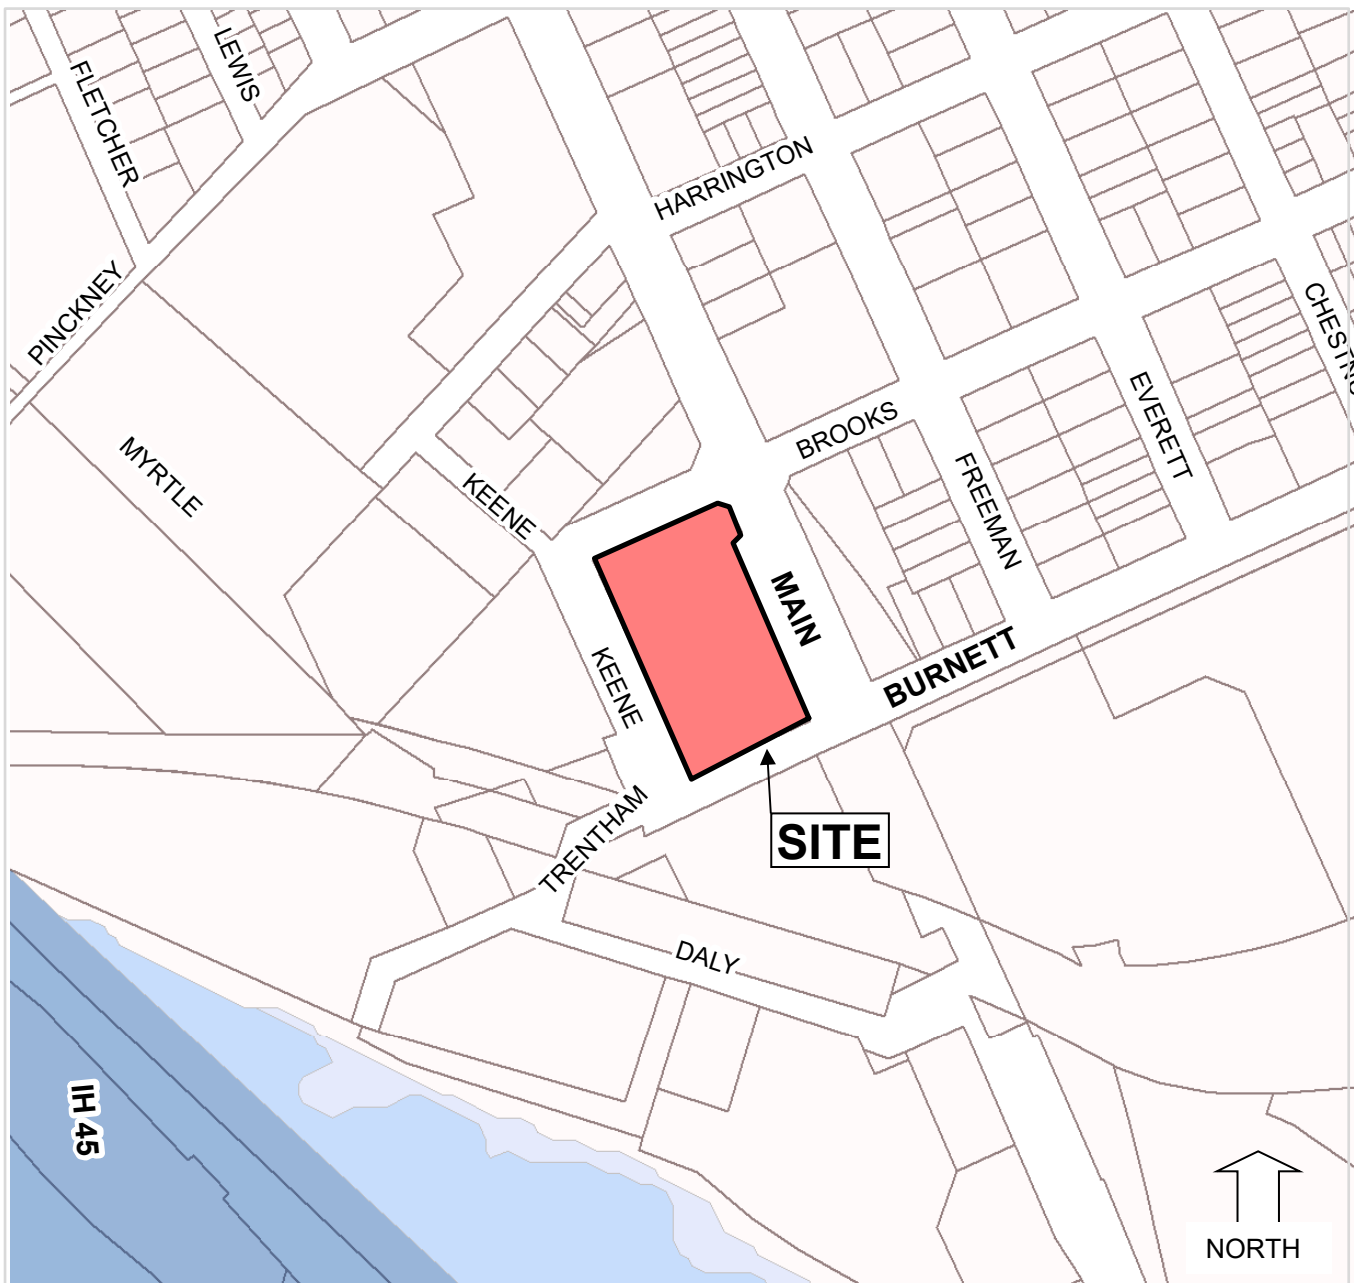 LEWIS
FLETCHER
HARRINGTON
PINCKNEY
CHESTNU
EVERETT
BROOKS
MYRTLE
KEENE
FREEMAN
MAIN
KEENE
BURNETT
TRENTHAM
SITE
DALY
IH 45
NORTH